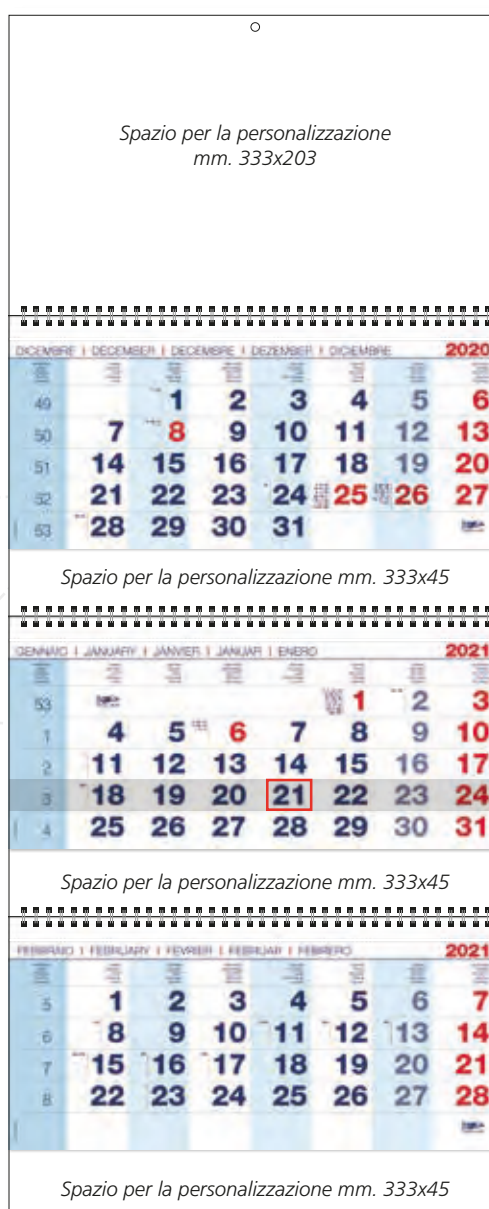 Spazio per la personalizzazione
mm. 333x203
DICEMBRE | DECEMBER | DECEMBRE | DEZEMBER | DICIEMBRE 2020
49 1 2 3 4 5 6
50 7 8 9 10 11 12 13
51 14 15 16 17 18 19 20
52 21 22 23 24 25 26 27
53 28 29 30 31
Spazio per la personalizzazione mm. 333x45
GENNAIO | JANUARY | JANVIER | JANUAR | ENERO 2021
53 1 2 3
1 4 5 6 7 8 9 10
2 11 12 13 14 15 16 17
3 18 19 20 21 22 23 24
4 25 26 27 28 29 30 31
Spazio per la personalizzazione mm. 333x45
FEBBRAIO | FEBRUARY | FEVRIER | FEBRUAR | FEBRERO 2021
5 1 2 3 4 5 6 7
6 8 9 10 11 12 13 14
7 15 16 17 18 19 20 21
8 22 23 24 25 26 27 28
Spazio per la personalizzazione mm. 333x45